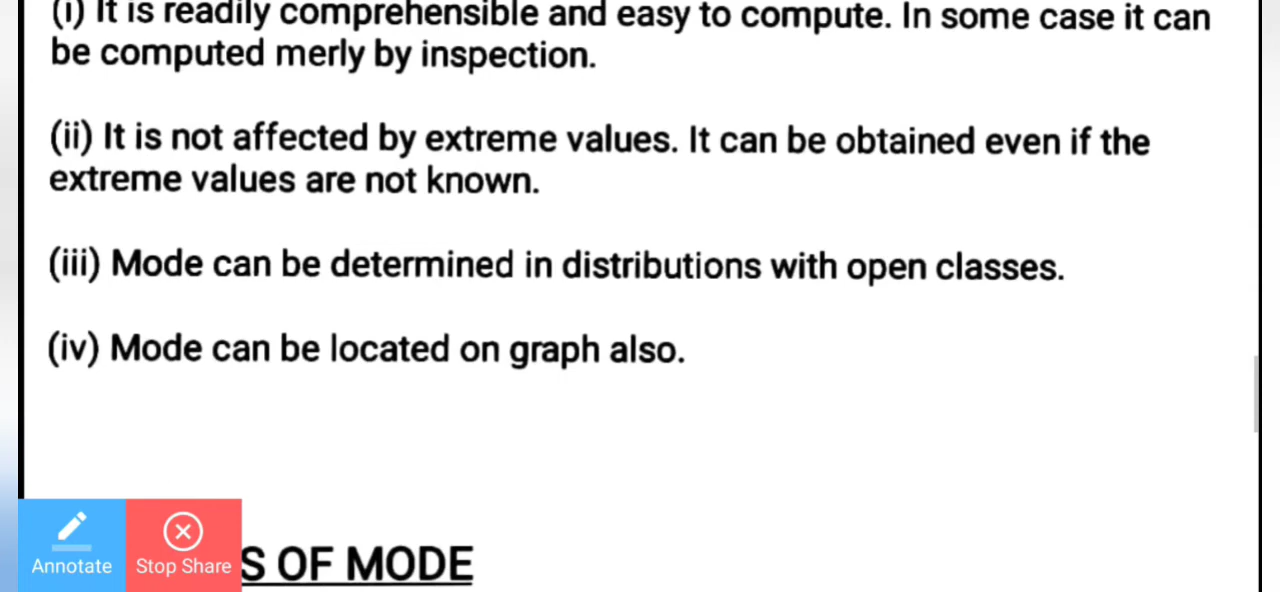 (i) It is readily comprehensible and easy to compute. In some case it can
be computed merly by inspection.
(ii) It is not affected by extreme values. It can be obtained even if the
extreme values are not known.
(iii) Mode can be determined in distributions with open classes.
(iv) Mode can be located on graph also.
Annotate Stop Share
S OF MODE